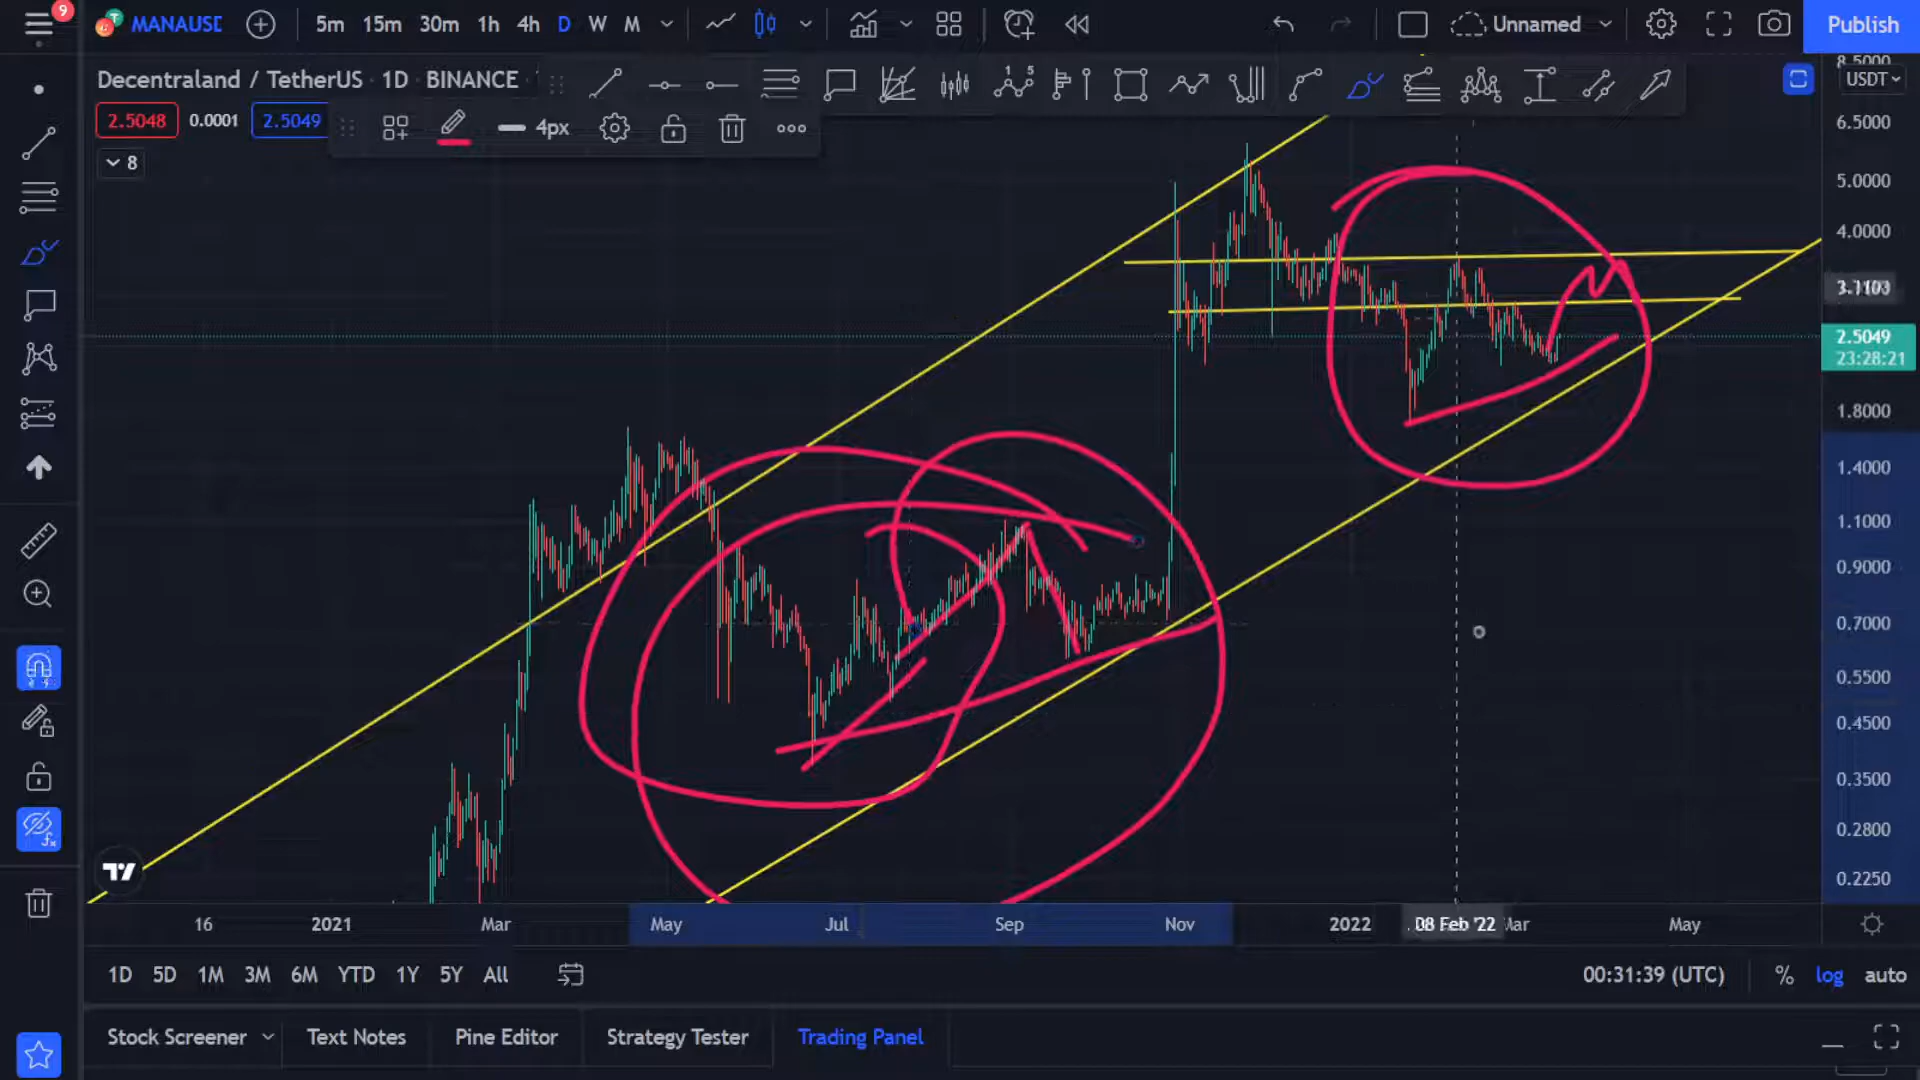 9
MANAUSD 5m 15m 30m 1h 4h D W M Unnamed Publish
Decentraland / TetherUS · 1D · BINANCE
USDT
2.5048 0.0001 2.5049
4px
8
8.5000
6.5000
5.0000
4.0000
2.5049
23:28:21
1.8000
1.4000
1.1000
0.9000
0.7000
0.5500
0.4500
0.3500
0.2800
0.2250
16 2021 Mar May Jul Sep Nov 2022 08 Feb '22 Mar May
1D 5D 1M 3M 6M YTD 1Y 5Y All 00:31:39 (UTC) % log auto
Stock Screener Text Notes Pine Editor Strategy Tester Trading Panel